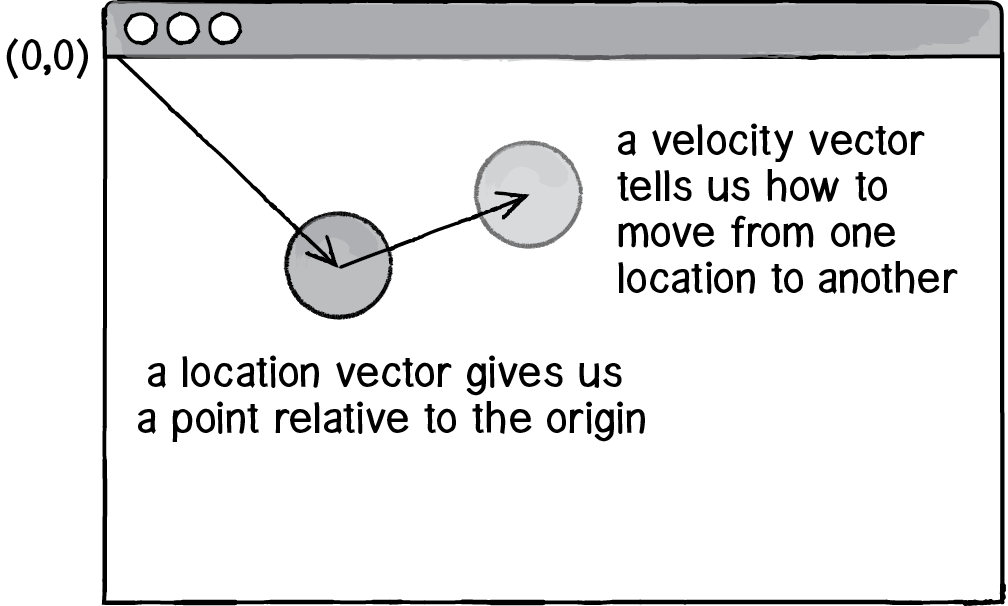 (0,0)
a velocity vector
tells us how to
move from one
location to another
a location vector gives us
a point relative to the origin